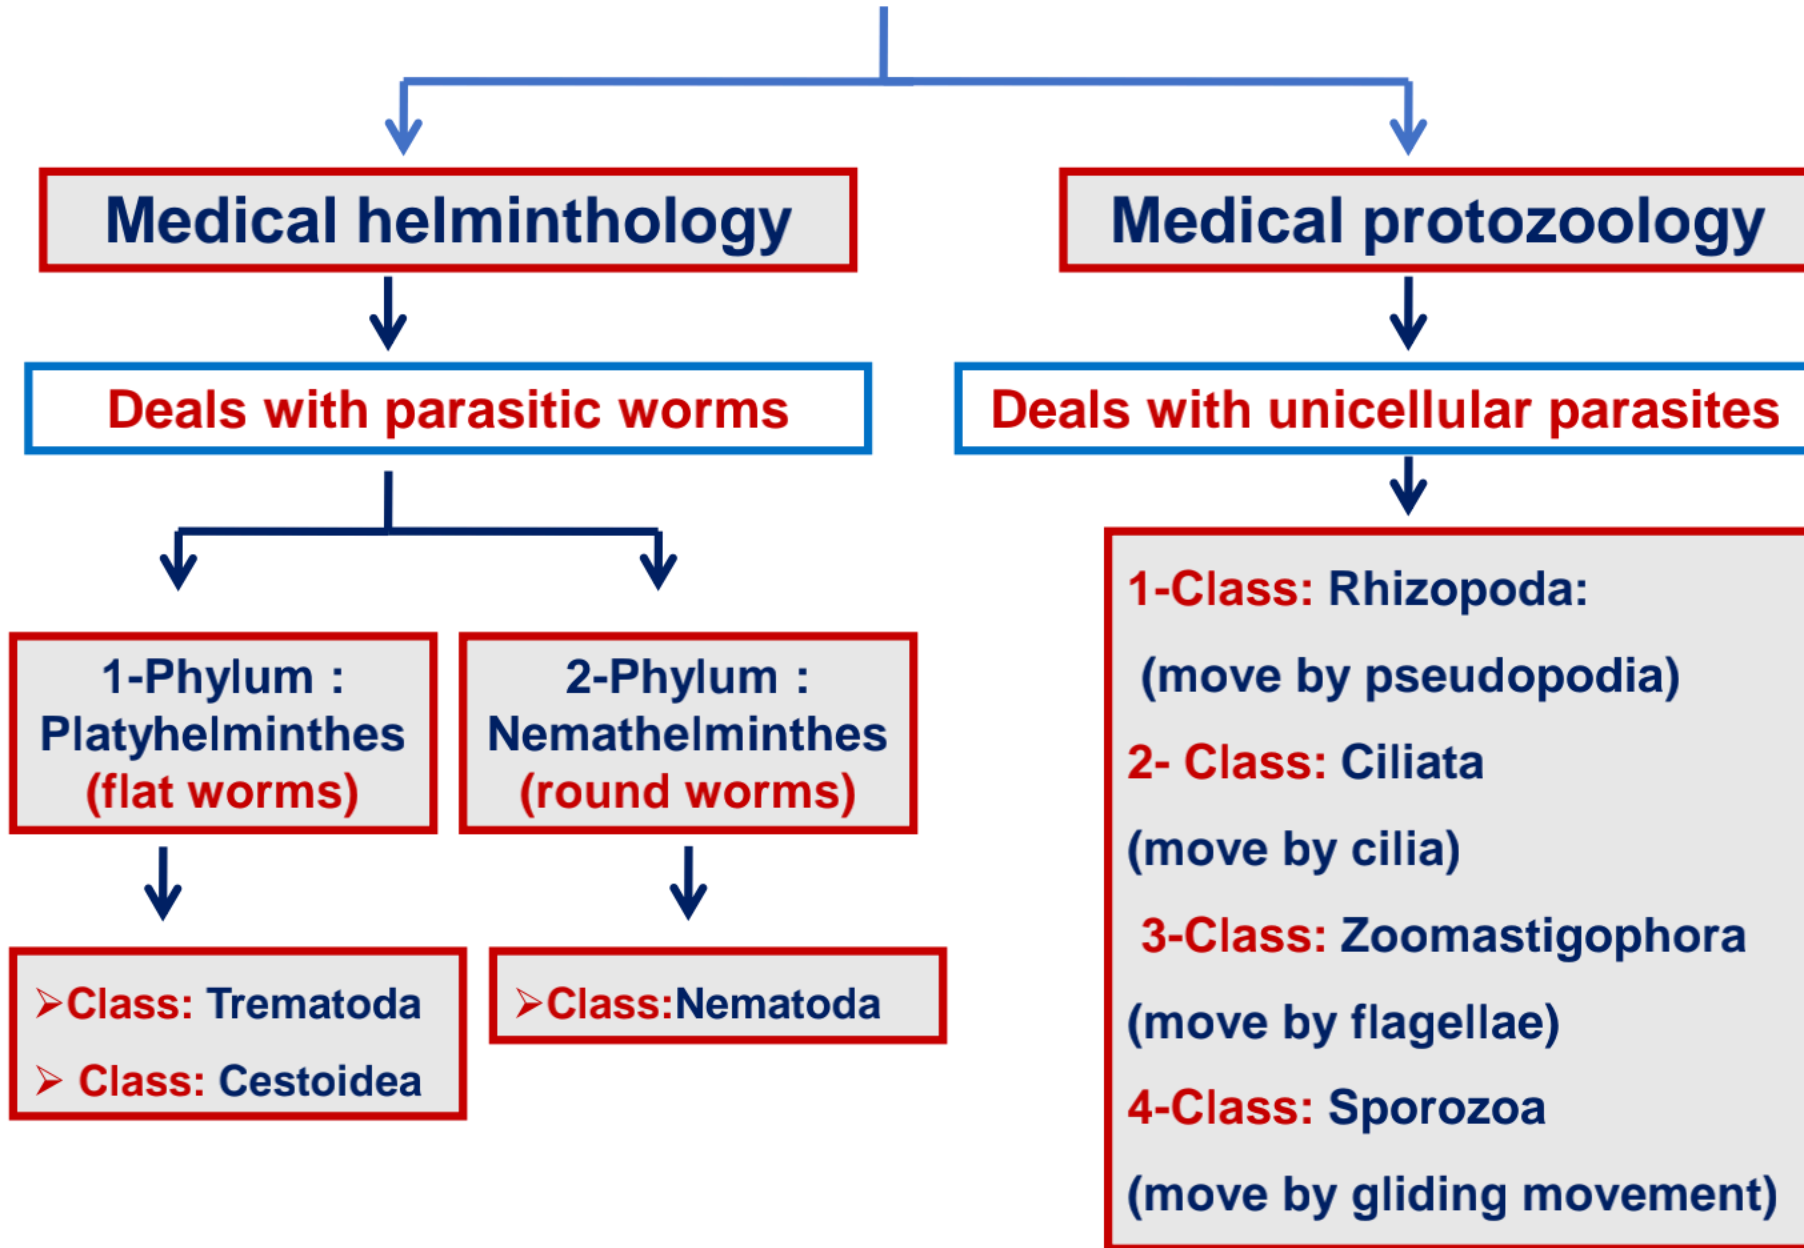 Medical helminthology
Deals with parasitic worms
1-Phylum :
Platyhelminthes
(flat worms)
2-Phylum :
Nemathelminthes
(round worms)
➢Class: Trematoda
➢ Class: Cestoidea
➢Class:Nematoda
Medical protozoology
Deals with unicellular parasites
1-Class: Rhizopoda:
(move by pseudopodia)
2- Class: Ciliata
(move by cilia)
3-Class: Zoomastigophora
(move by flagellae)
4-Class: Sporozoa
(move by gliding movement)